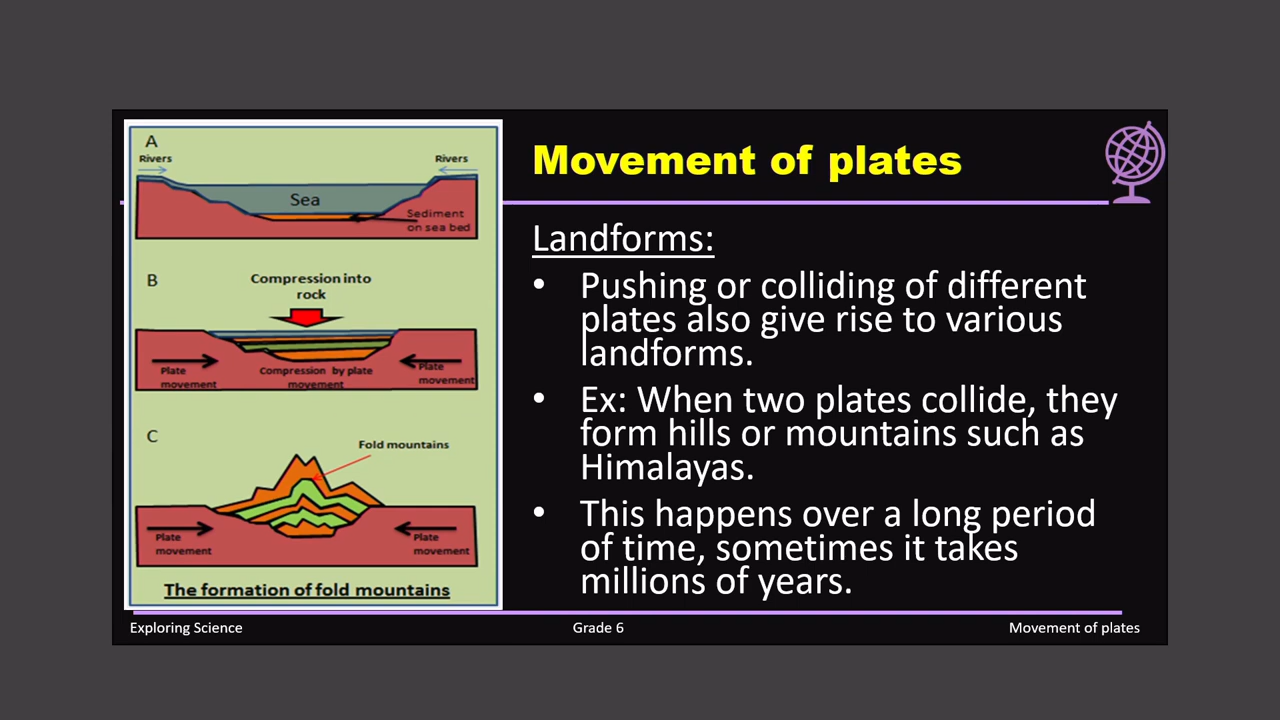 A
Rivers
Rivers
Sea
Sediment
on sea bed
B
Compression into
rock
Plate
movement
Compression by plate
movement
Plate
movement
C
Fold mountains
Plate
movement
Plate
movement
The formation of fold mountains
Movement of plates
Landforms:
• Pushing or colliding of different
plates also give rise to various
landforms.
• Ex: When two plates collide, they
form hills or mountains such as
Himalayas.
• This happens over a long period
of time, sometimes it takes
millions of years.
Exploring Science
Grade 6
Movement of plates